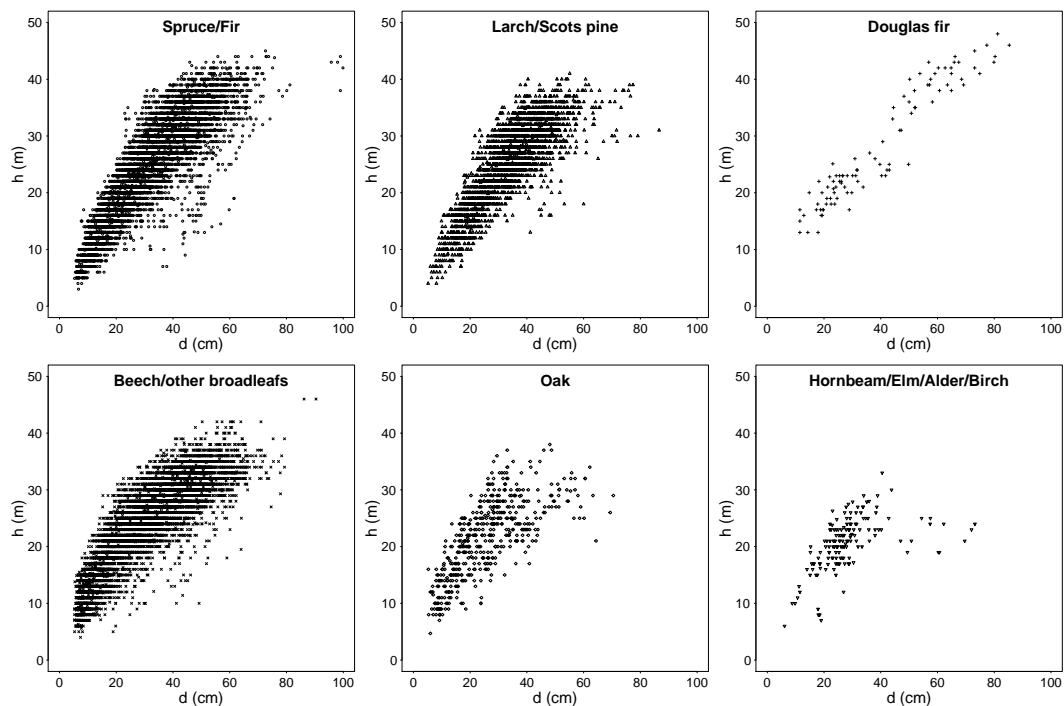 Spruce/Fir
h (m)
50
40
30
20
10
0
0 20 40 60 80 100
d (cm)
Larch/Scots pine
h (m)
50
40
30
20
10
0
0 20 40 60 80 100
d (cm)
Douglas fir
h (m)
50
40
30
20
10
0
0 20 40 60 80 100
d (cm)
Beech/other broadleafs
h (m)
50
40
30
20
10
0
0 20 40 60 80 100
d (cm)
Oak
h (m)
50
40
30
20
10
0
0 20 40 60 80 100
d (cm)
Hornbeam/Elm/Alder/Birch
h (m)
50
40
30
20
10
0
0 20 40 60 80 100
d (cm)